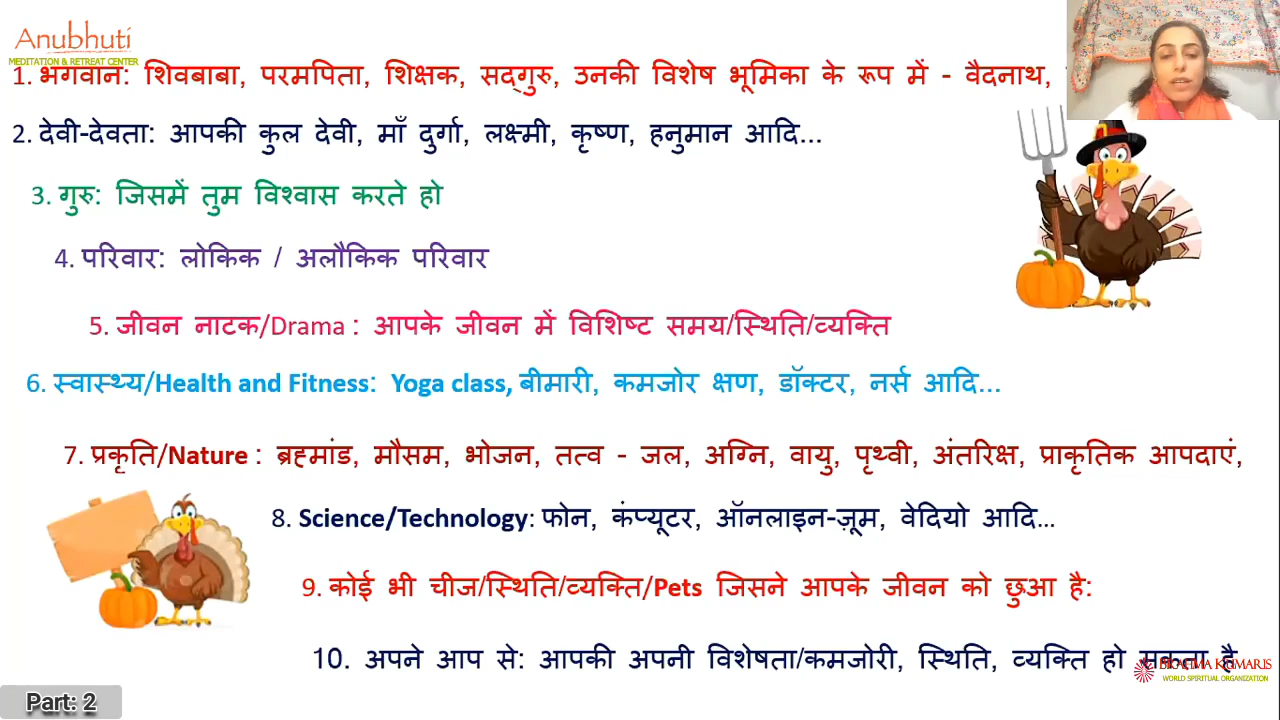 Anubhuti
MEDITATION & RETREAT CENTER
1. भगवान: शिवबाबा, परमपिता, शिक्षक, सद्गुरु, उनकी विशेष भूमिका के रूप में - वैदनाथ,
2. देवी-देवता: आपकी कुल देवी, माँ दुर्गा, लक्ष्मी, कृष्ण, हनुमान आदि...
3. गुरु: जिसमें तुम विश्वास करते हो
4. परिवार: लोकिक / अलौकिक परिवार
5. जीवन नाटक/Drama : आपके जीवन में विशिष्ट समय/स्थिति/व्यक्ति
6. स्वास्थ्य/Health and Fitness: Yoga class, बीमारी, कमजोर क्षण, डॉक्टर, नर्स आदि...
7. प्रकृति/Nature : ब्रह्मांड, मौसम, भोजन, तत्व - जल, अग्नि, वायु, पृथ्वी, अंतरिक्ष, प्राकृतिक आपदाएं,
8. Science/Technology: फोन, कंप्यूटर, ऑनलाइन-ज़ूम, वेदियो आदि...
9. कोई भी चीज/स्थिति/व्यक्ति/Pets जिसने आपके जीवन को छुआ है:
10. अपने आप से: आपकी अपनी विशेषता/कमजोरी, स्थिति, व्यक्ति हो सकता है
BRAHMA KUMARIS
WORLD SPIRITUAL ORGANIZATION
Part: 2